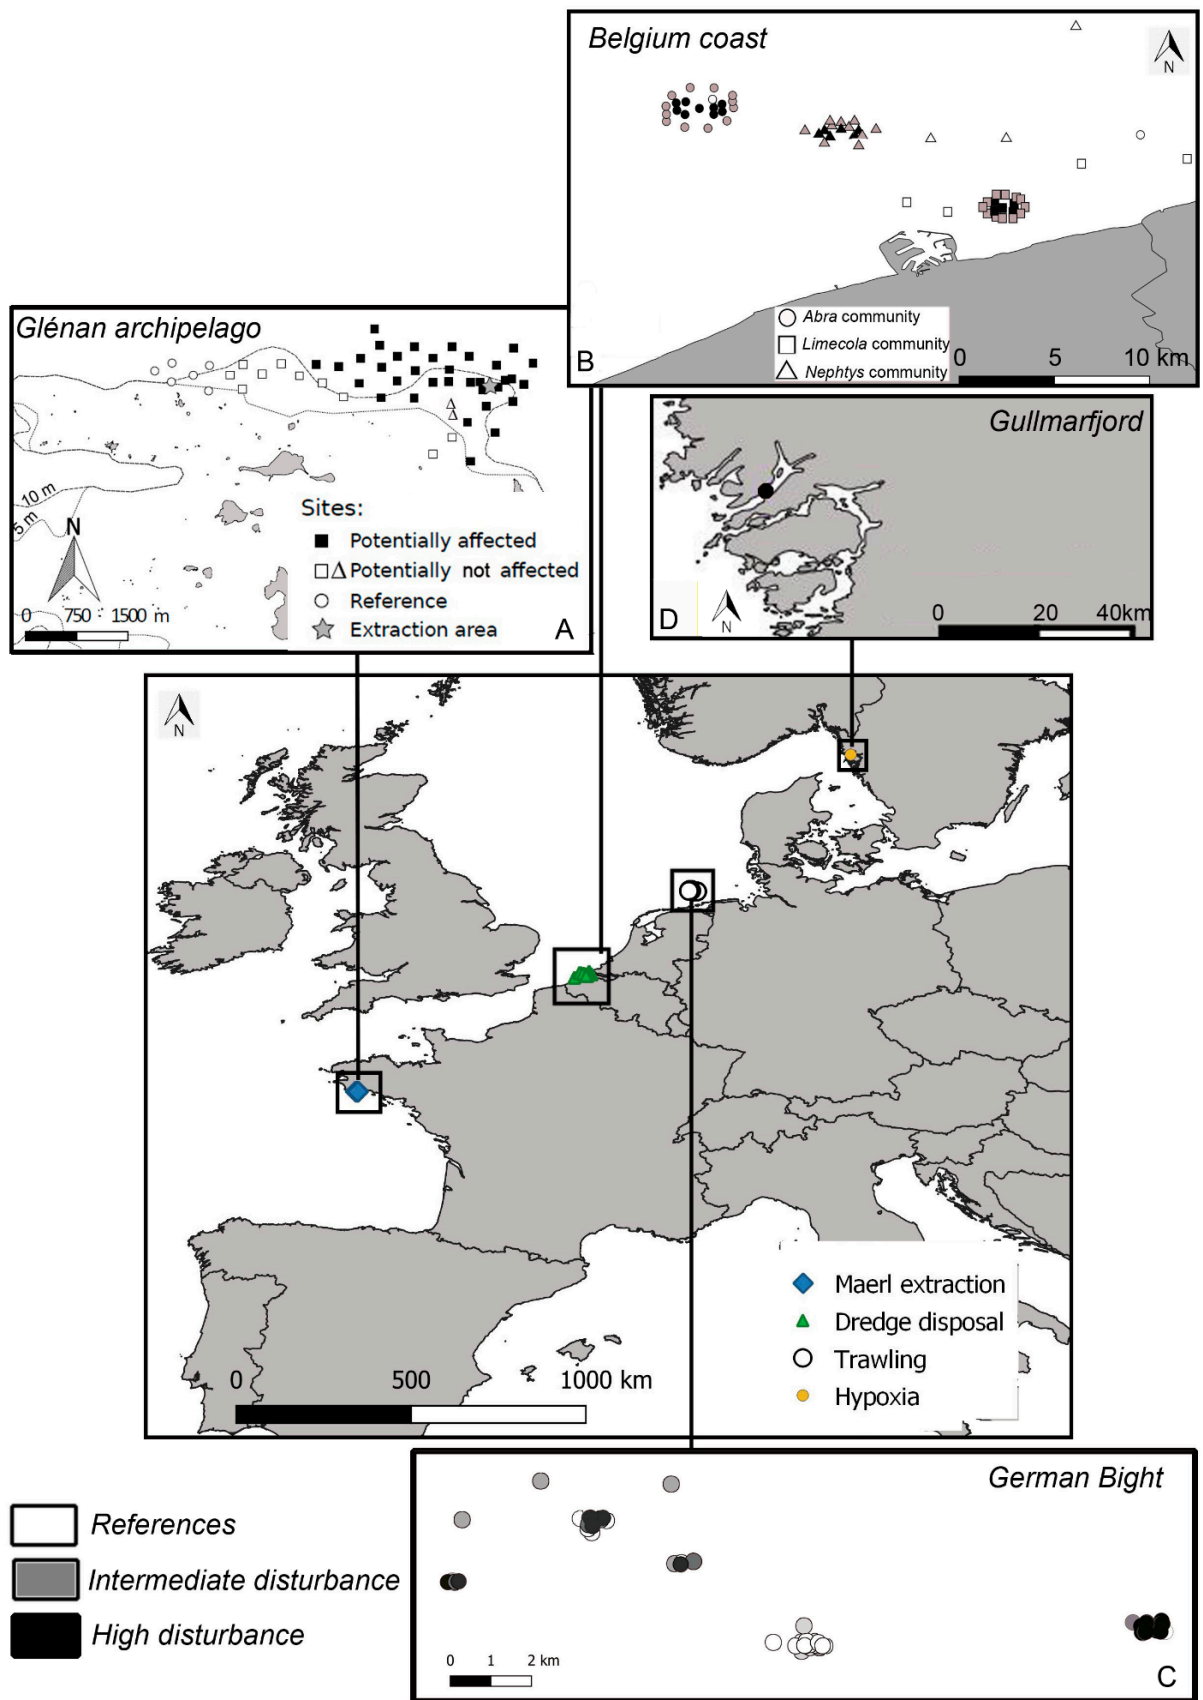 Belgium coast
N
Abra community
Limecola community
Nephtys community
0 5 10 km
B
Glénan archipelago
10 m
5 m
N
Sites:
Potentially affected
Potentially not affected
Reference
Extraction area
0 750 1500 m
A
Gullmarfjord
D
N
0 20 40km
N
Maerl extraction
Dredge disposal
Trawling
Hypoxia
0 500 1000 km
German Bight
0 1 2 km
C
References
Intermediate disturbance
High disturbance